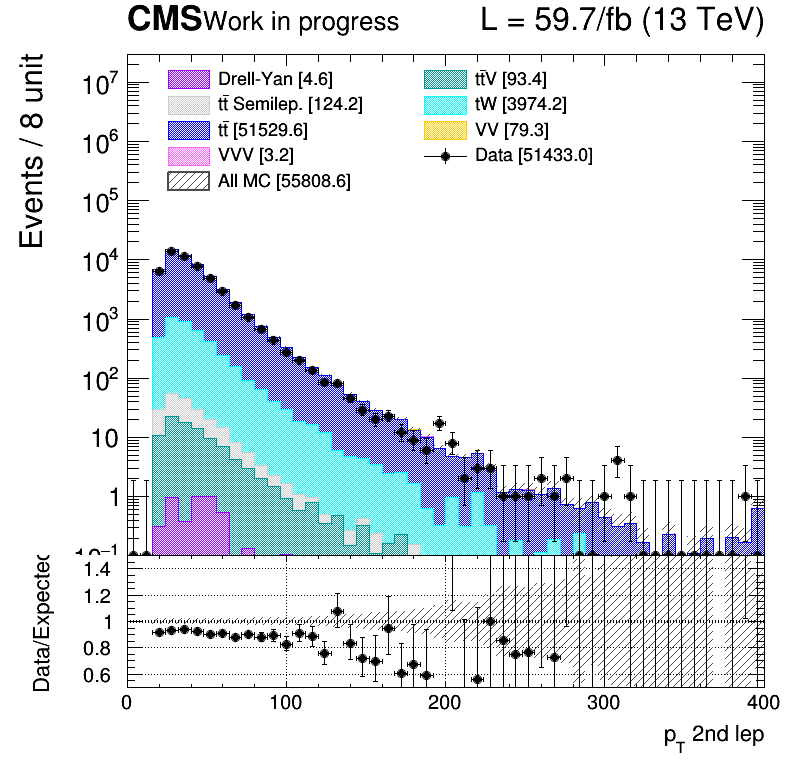 CMS Work in progress L = 59.7/fb (13 TeV)
Events / 8 unit
Drell-Yan [4.6]
tt̄ Semilep. [124.2]
tt̄ [51529.6]
VVV [3.2]
All MC [55808.6]
tt̄V [93.4]
tW [3974.2]
VV [79.3]
Data [51433.0]
10⁷
10⁶
10⁵
10⁴
10³
10²
10
1
10⁻¹
Data/Expected
1.4
1.2
1
0.8
0.6
0 100 200 300 400
p_T 2nd lep